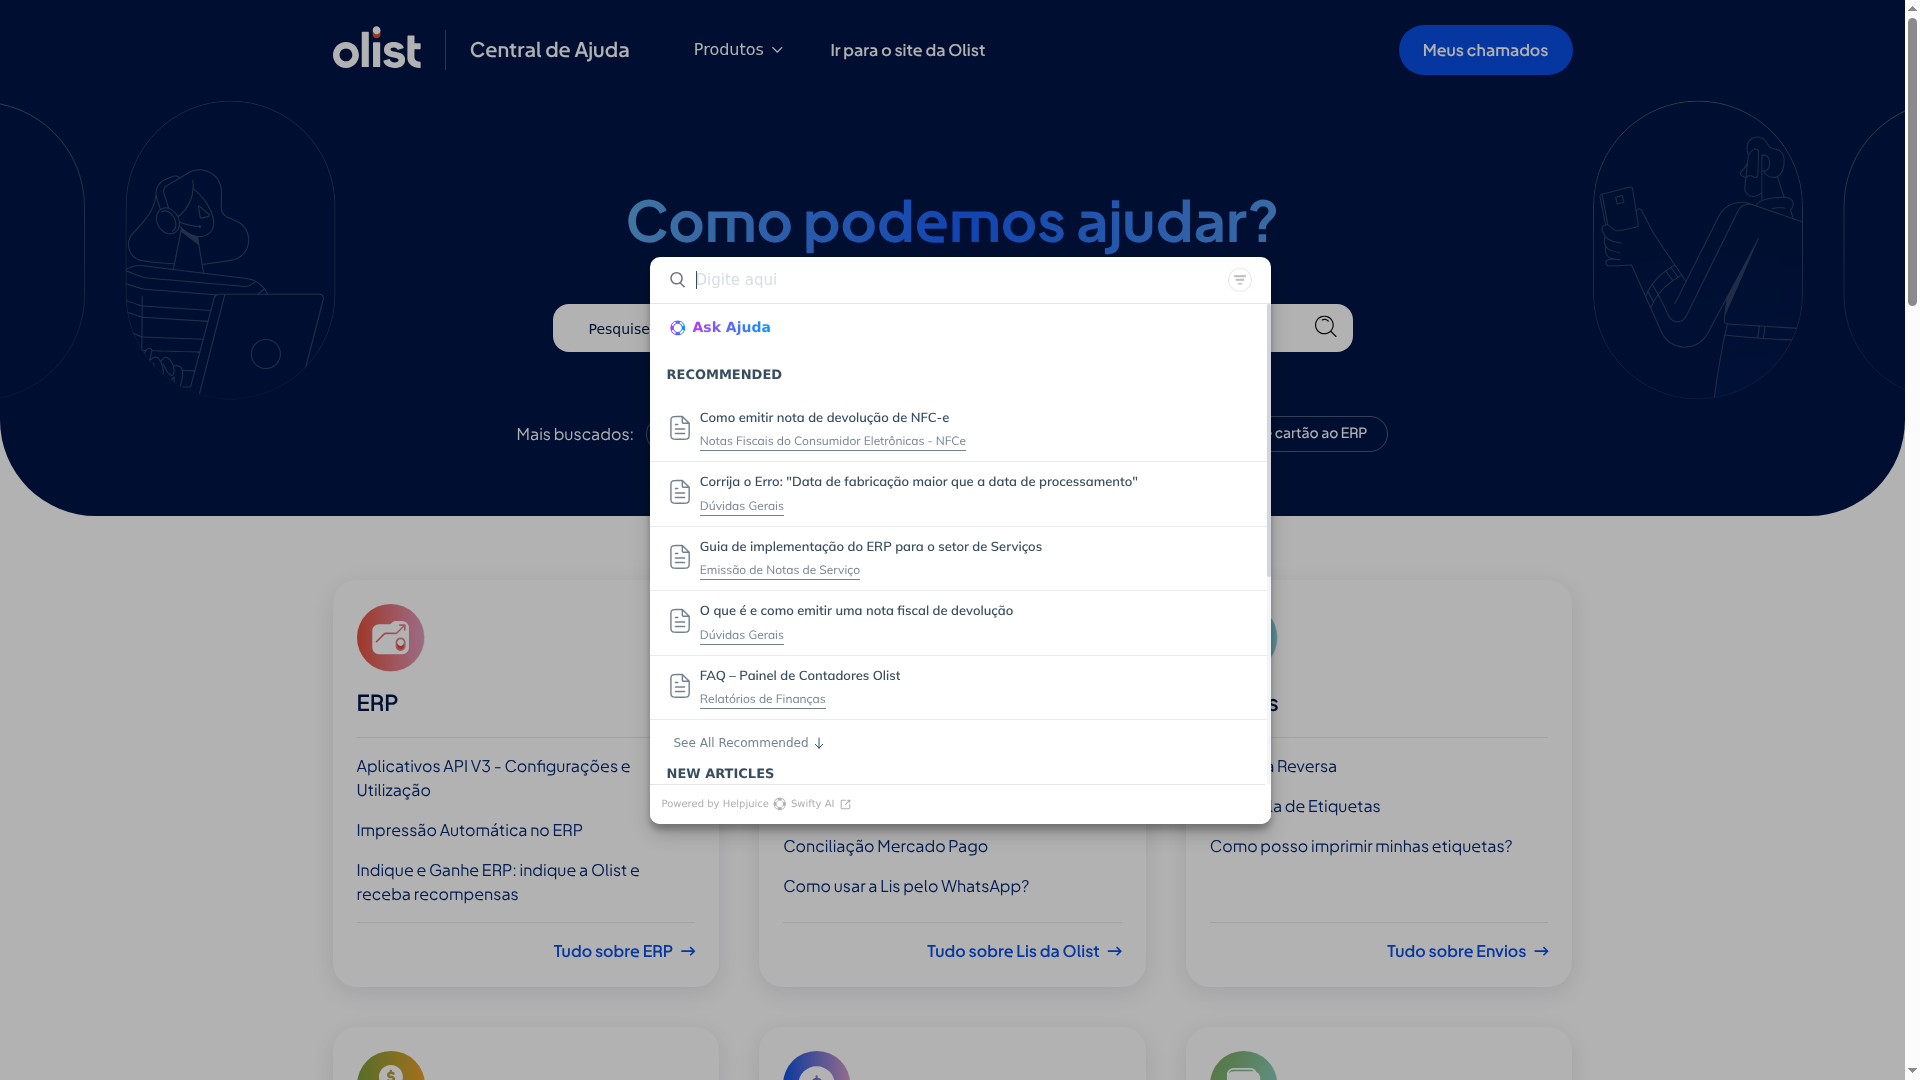 olist
Central de Ajuda
Produtos
Ir para o site da Olist
Meus chamados
Como podemos ajudar?
Digite aqui
Pesquise
Ask Ajuda
RECOMMENDED
Como emitir nota de devolução de NFC-e
Notas Fiscais do Consumidor Eletrônicas - NFCe
Mais buscados:
cartão ao ERP
Corrija o Erro: "Data de fabricação maior que a data de processamento"
Dúvidas Gerais
Guia de implementação do ERP para o setor de Serviços
Emissão de Notas de Serviço
O que é e como emitir uma nota fiscal de devolução
Dúvidas Gerais
FAQ – Painel de Contadores Olist
Relatórios de Finanças
See All Recommended
NEW ARTICLES
Powered by Helpjuice Swifty AI
ERP
Aplicativos API V3 - Configurações e
Utilização
Impressão Automática no ERP
Indique e Ganhe ERP: indique a Olist e
receba recompensas
Tudo sobre ERP
Conciliação Mercado Pago
Como usar a Lis pelo WhatsApp?
Tudo sobre Lis da Olist
Reversa
de Etiquetas
Como posso imprimir minhas etiquetas?
Tudo sobre Envios